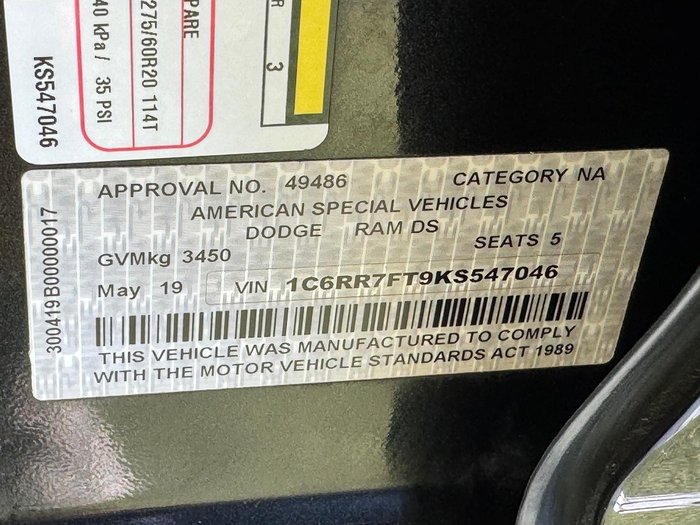 R 3
PARE
275/60R20 114T
40 kPa / 35 PSI
KS547046
300419B00000017
APPROVAL NO. 49486 CATEGORY NA
AMERICAN SPECIAL VEHICLES
DODGE RAM DS
GVMkg 3450 SEATS 5
May 19 VIN 1C6RR7FT9KS547046
THIS VEHICLE WAS MANUFACTURED TO COMPLY
WITH THE MOTOR VEHICLE STANDARDS ACT 1989